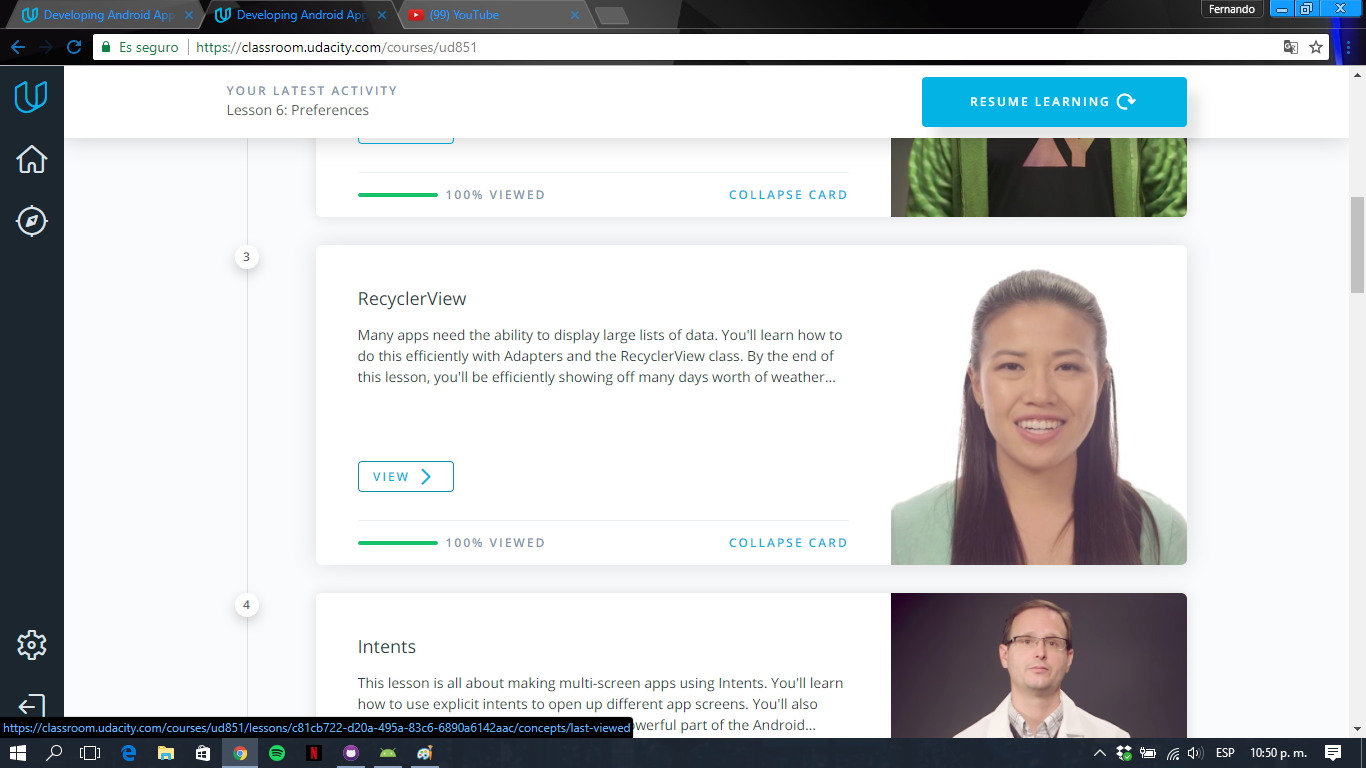 Developing Android App
Developing Android App
(99) YouTube
Fernando
Es seguro
https://classroom.udacity.com/courses/ud851
YOUR LATEST ACTIVITY
Lesson 6: Preferences
RESUME LEARNING
100% VIEWED
COLLAPSE CARD
3
RecyclerView
Many apps need the ability to display large lists of data. You'll learn how to
do this efficiently with Adapters and the RecyclerView class. By the end of
this lesson, you'll be efficiently showing off many days worth of weather...
VIEW
100% VIEWED
COLLAPSE CARD
4
Intents
This lesson is all about making multi-screen apps using Intents. You'll learn
how to use explicit intents to open up different app screens. You'll also
powerful part of the Android...
https://classroom.udacity.com/courses/ud851/lessons/c81cb722-d20a-495a-83c6-6890a6142aac/concepts/last-viewed
ESP
10:50 p. m.